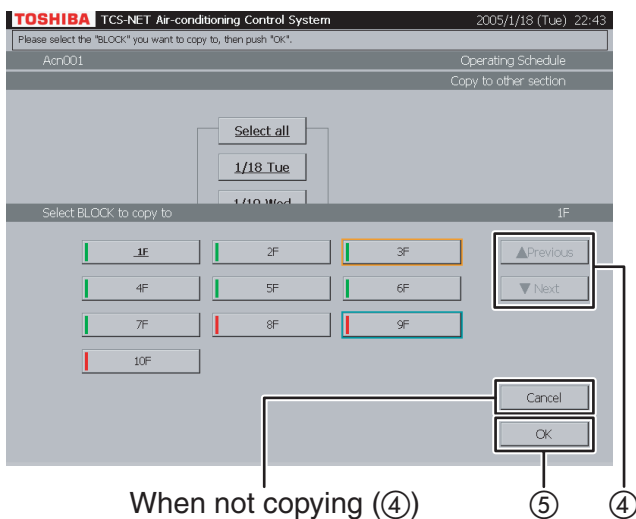 TOSHIBA TCS-NET Air-conditioning Control System 2005/1/18 (Tue) 22:43
Please select the "BLOCK" you want to copy to, then push "OK".
Acn001 Operating Schedule
Copy to other section
Select all
1/18 Tue
1/19 Wed
Select BLOCK to copy to 1F
1F 2F 3F ▲Previous
4F 5F 6F ▼ Next
7F 8F 9F
10F
Cancel
OK
When not copying (④) ⑤ ④